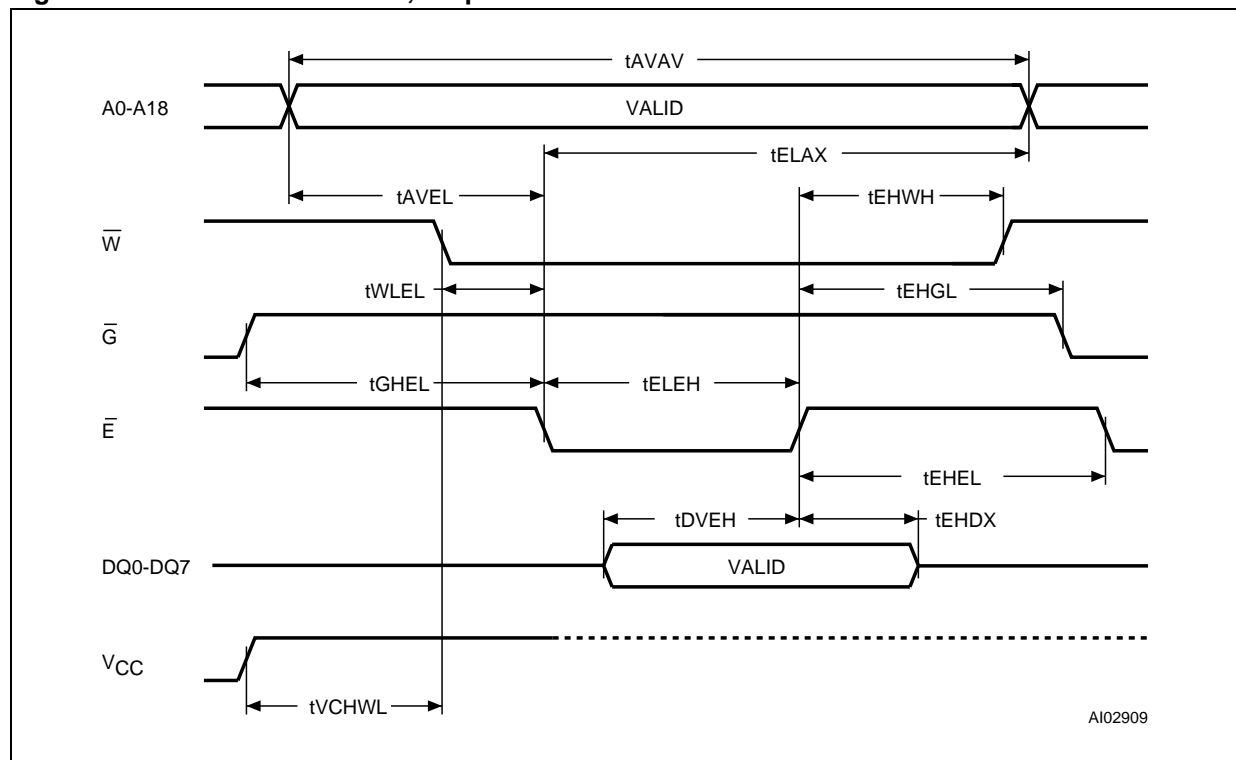 tAVAV
A0-A18
VALID
tELAX
tAVEL
tEHWH
W̅
tWLEL
tEHGL
G̅
tGHEL
tELEH
E̅
tEHEL
tDVEH
tEHDX
DQ0-DQ7
VALID
VCC
tVCHWL
AI02909